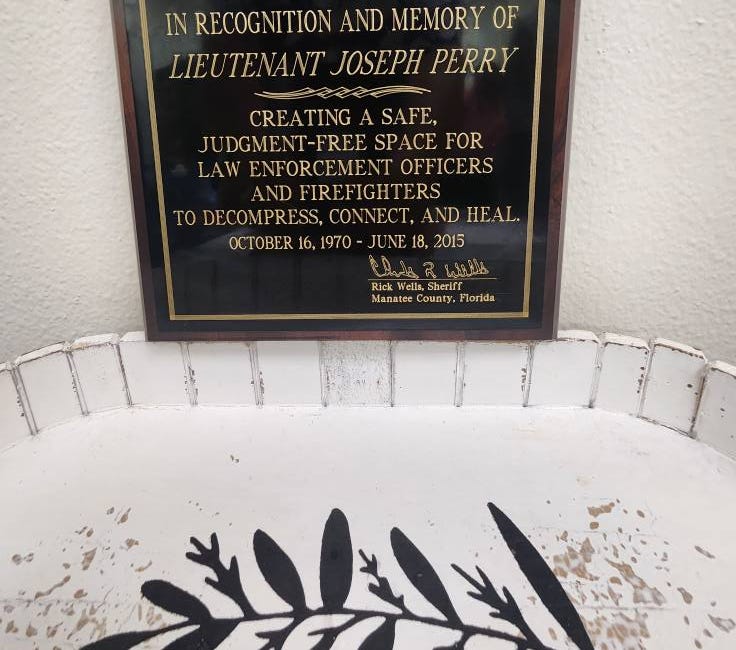 IN RECOGNITION AND MEMORY OF
LIEUTENANT JOSEPH PERRY
CREATING A SAFE,
JUDGMENT-FREE SPACE FOR
LAW ENFORCEMENT OFFICERS
AND FIREFIGHTERS
TO DECOMPRESS, CONNECT, AND HEAL.
OCTOBER 16, 1970 - JUNE 18, 2015
Rick Wells, Sheriff
Manatee County, Florida